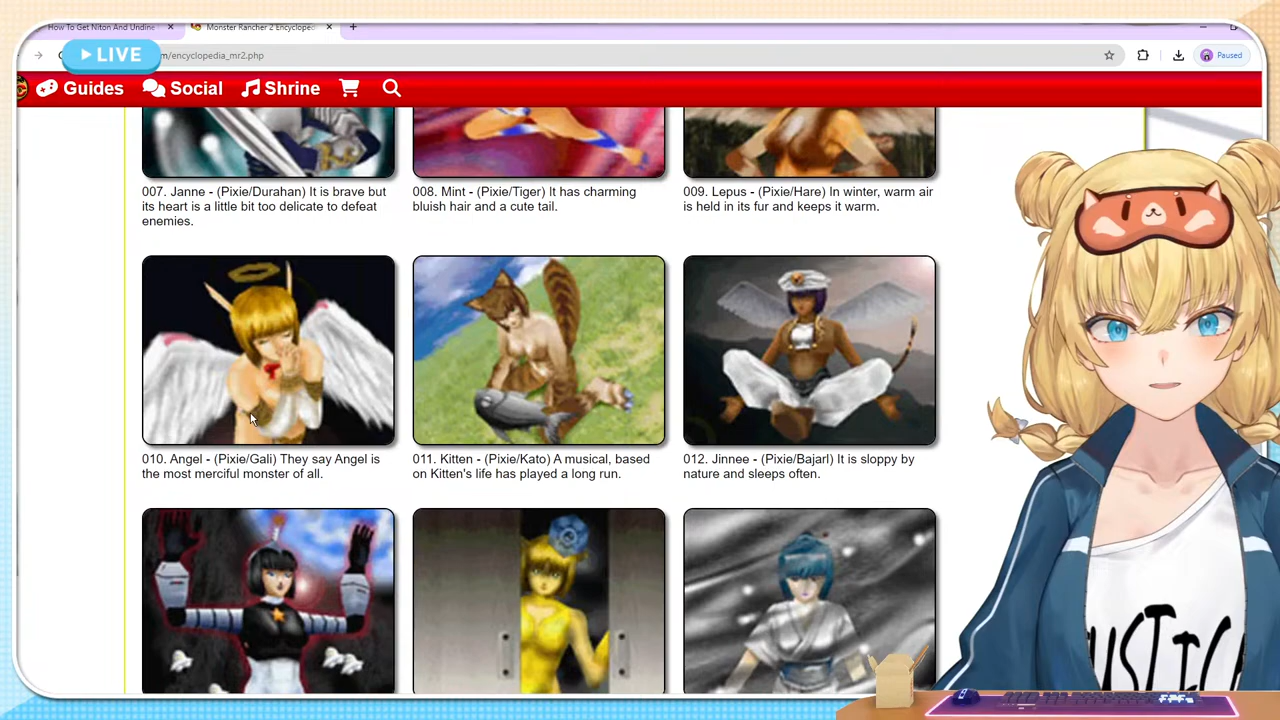 How To Get Niton And Undine
Monster Rancher 2 Encycloped
LIVE
m/encyclopedia_mr2.php
Paused
Guides
Social
Shrine
007. Janne - (Pixie/Durahan) It is brave but
its heart is a little bit too delicate to defeat
enemies.
008. Mint - (Pixie/Tiger) It has charming
bluish hair and a cute tail.
009. Lepus - (Pixie/Hare) In winter, warm air
is held in its fur and keeps it warm.
010. Angel - (Pixie/Gali) They say Angel is
the most merciful monster of all.
011. Kitten - (Pixie/Kato) A musical, based
on Kitten's life has played a long run.
012. Jinnee - (Pixie/Bajarl) It is sloppy by
nature and sleeps often.